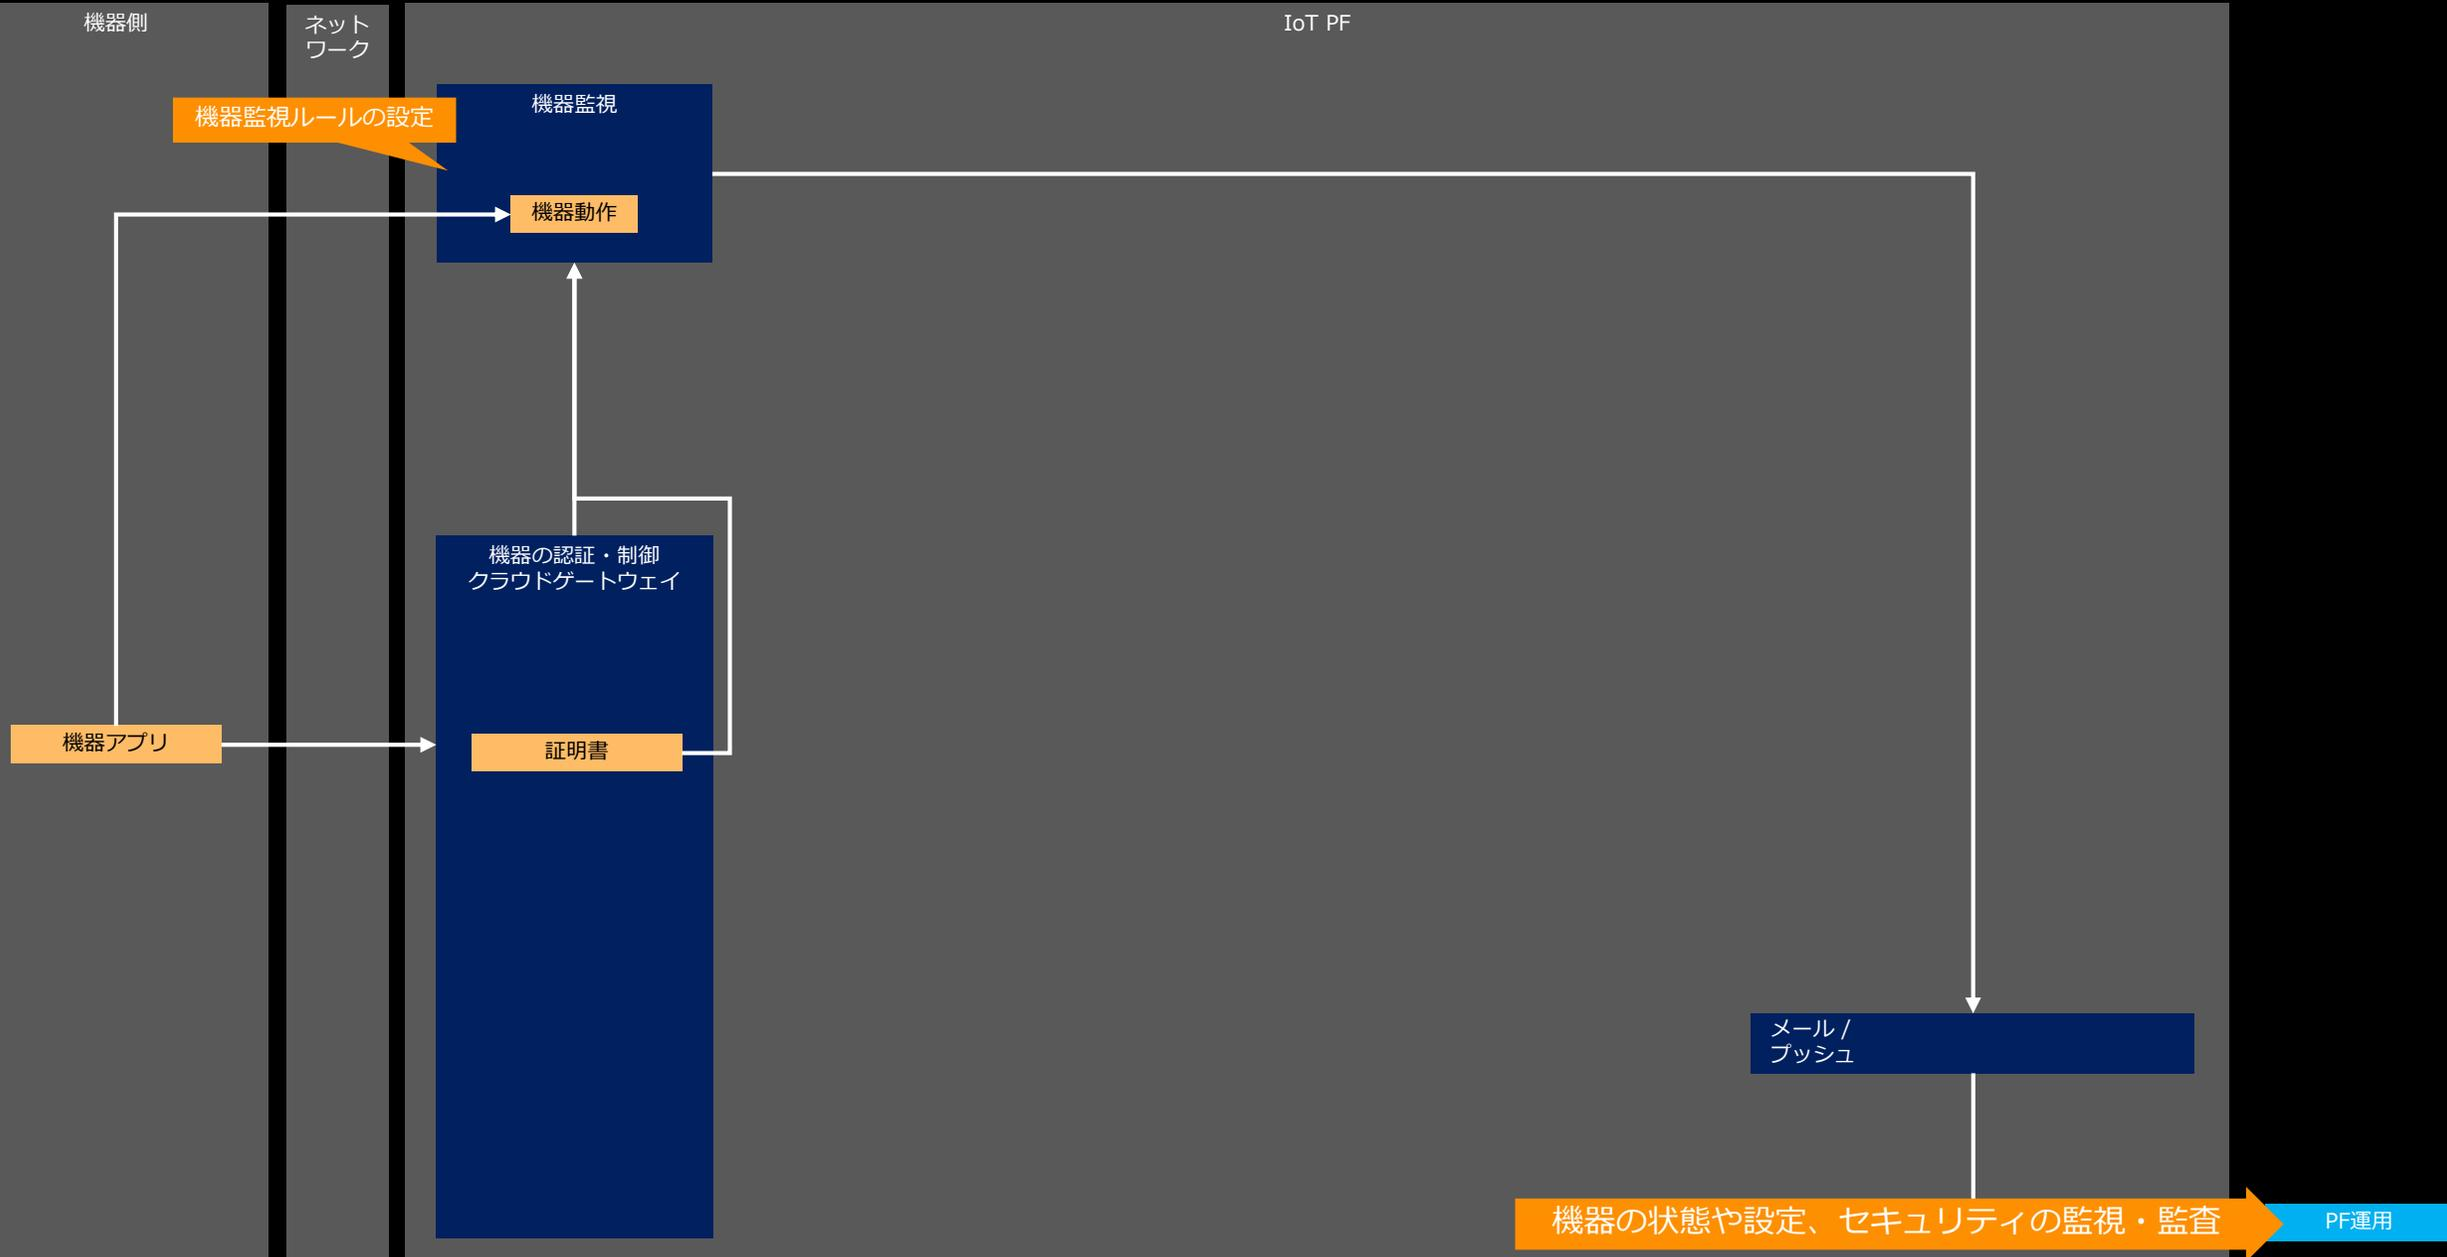 機器側
ネット
ワーク
IoT PF
機器監視ルールの設定
機器監視
機器動作
機器の認証・制御
クラウドゲートウェイ
機器アプリ
証明書
メール /
プッシュ
機器の状態や設定、セキュリティの監視・監査
PF運用